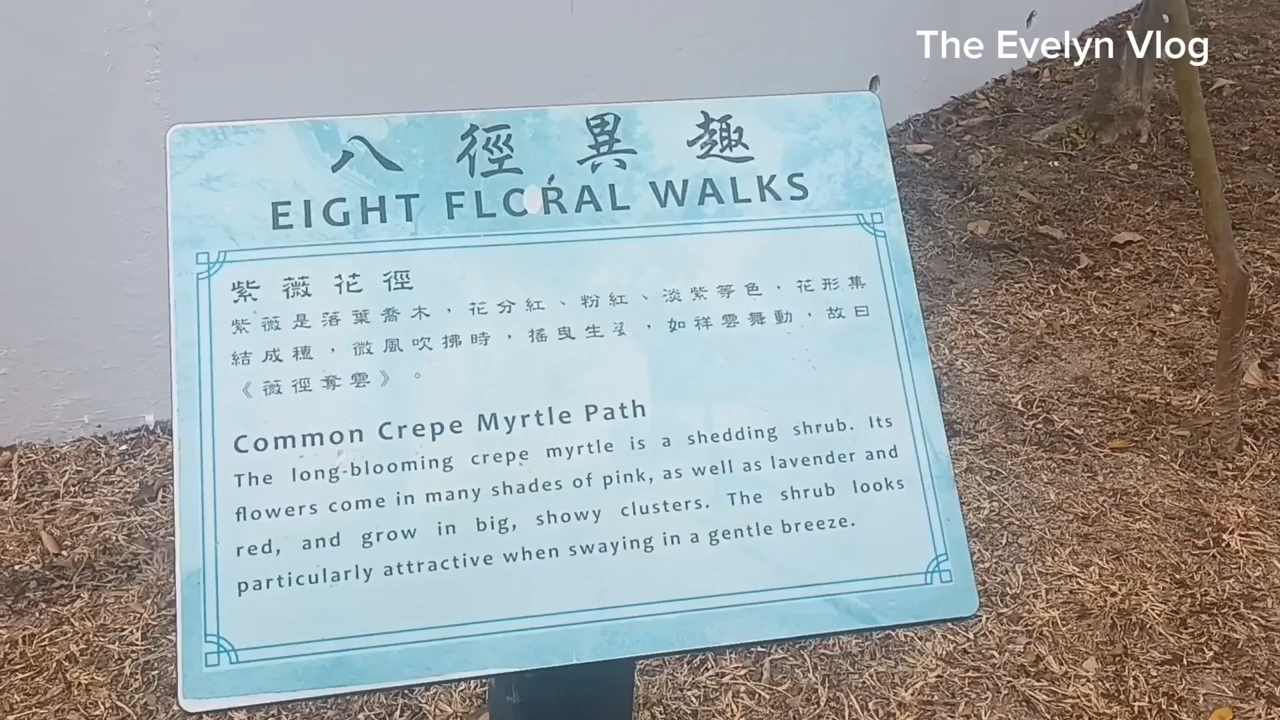 The Evelyn Vlog
八徑異趣
EIGHT FLORAL WALKS
紫薇花徑
紫薇是落葉喬木，花分紅、粉紅、淡紫等色，花形集
結成穗，微風吹拂時，搖曳生姿，如祥雲舞動，故曰
《薇徑奪雲》。
Common Crepe Myrtle Path
The long-blooming crepe myrtle is a shedding shrub. Its
flowers come in many shades of pink, as well as lavender and
red, and grow in big, showy clusters. The shrub looks
particularly attractive when swaying in a gentle breeze.